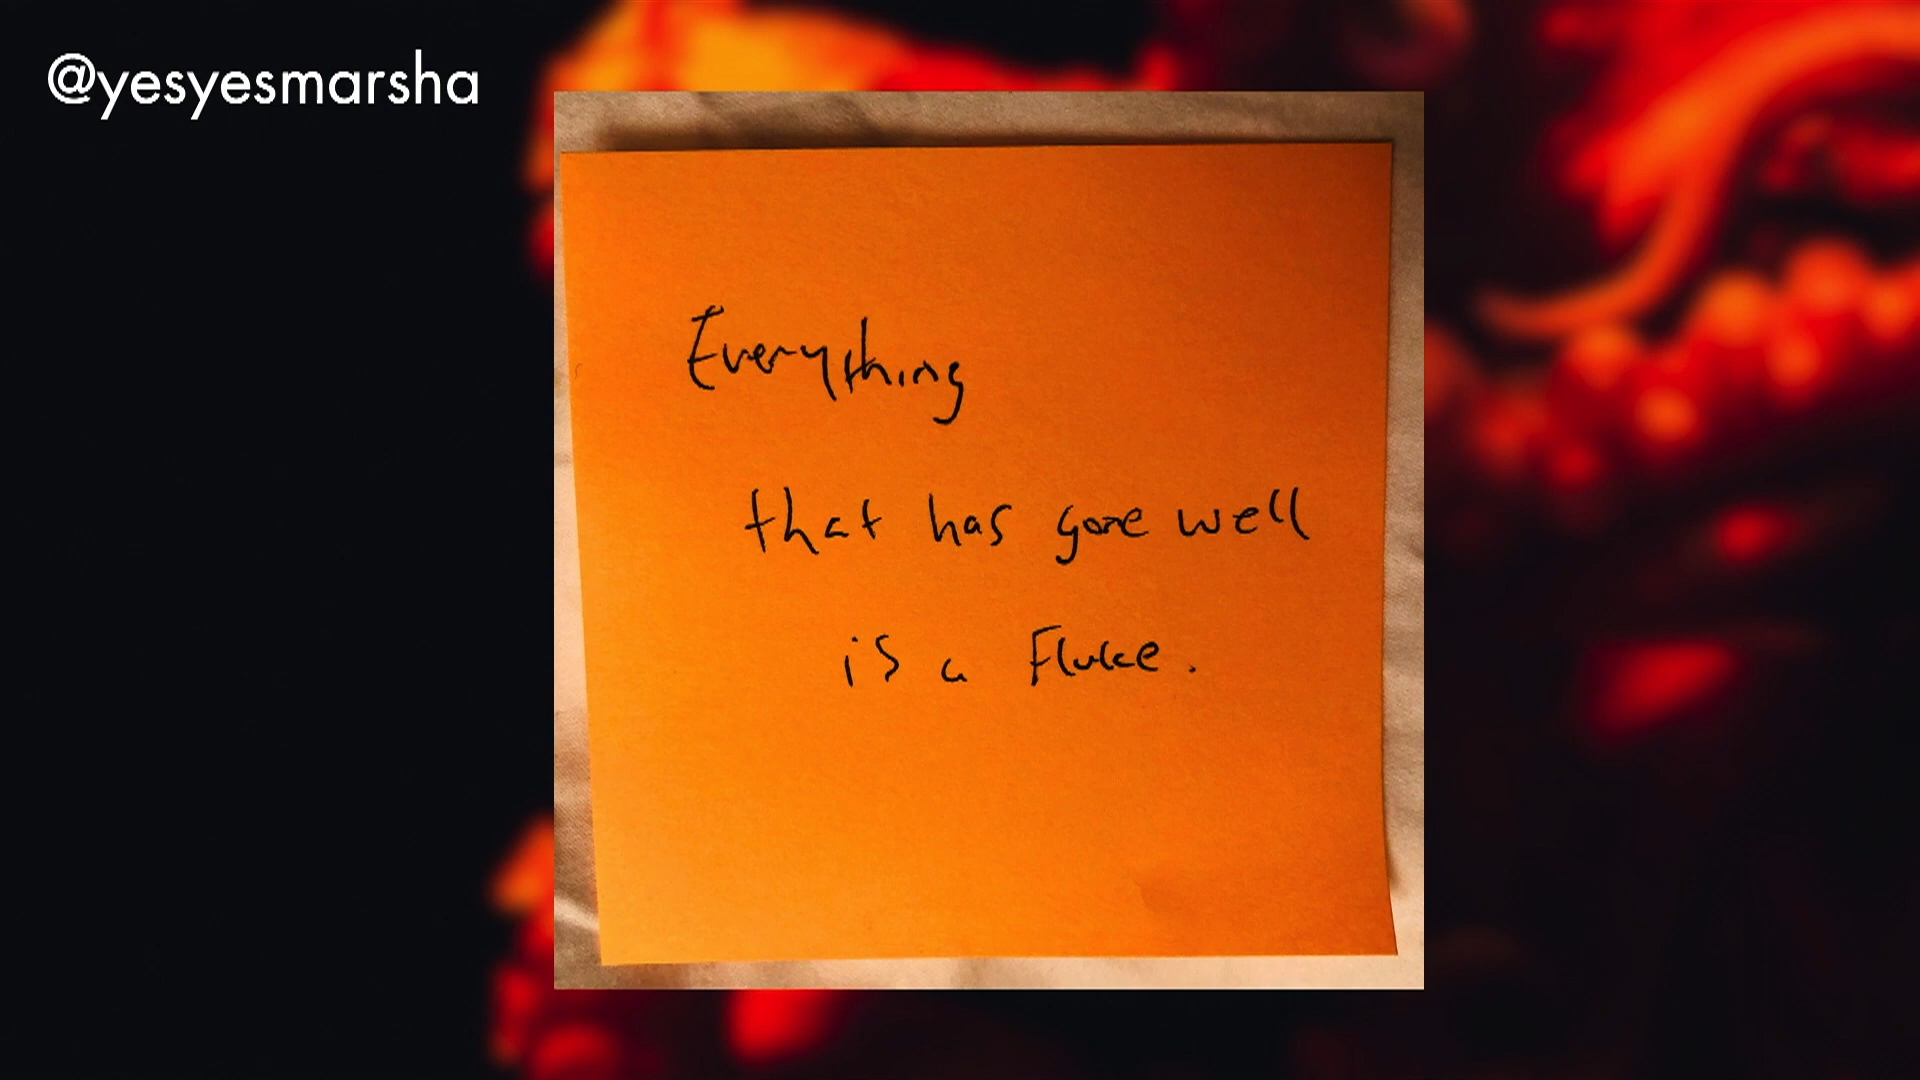 @yesyesmarsha
Everything
that has gone well
is a Fluke.